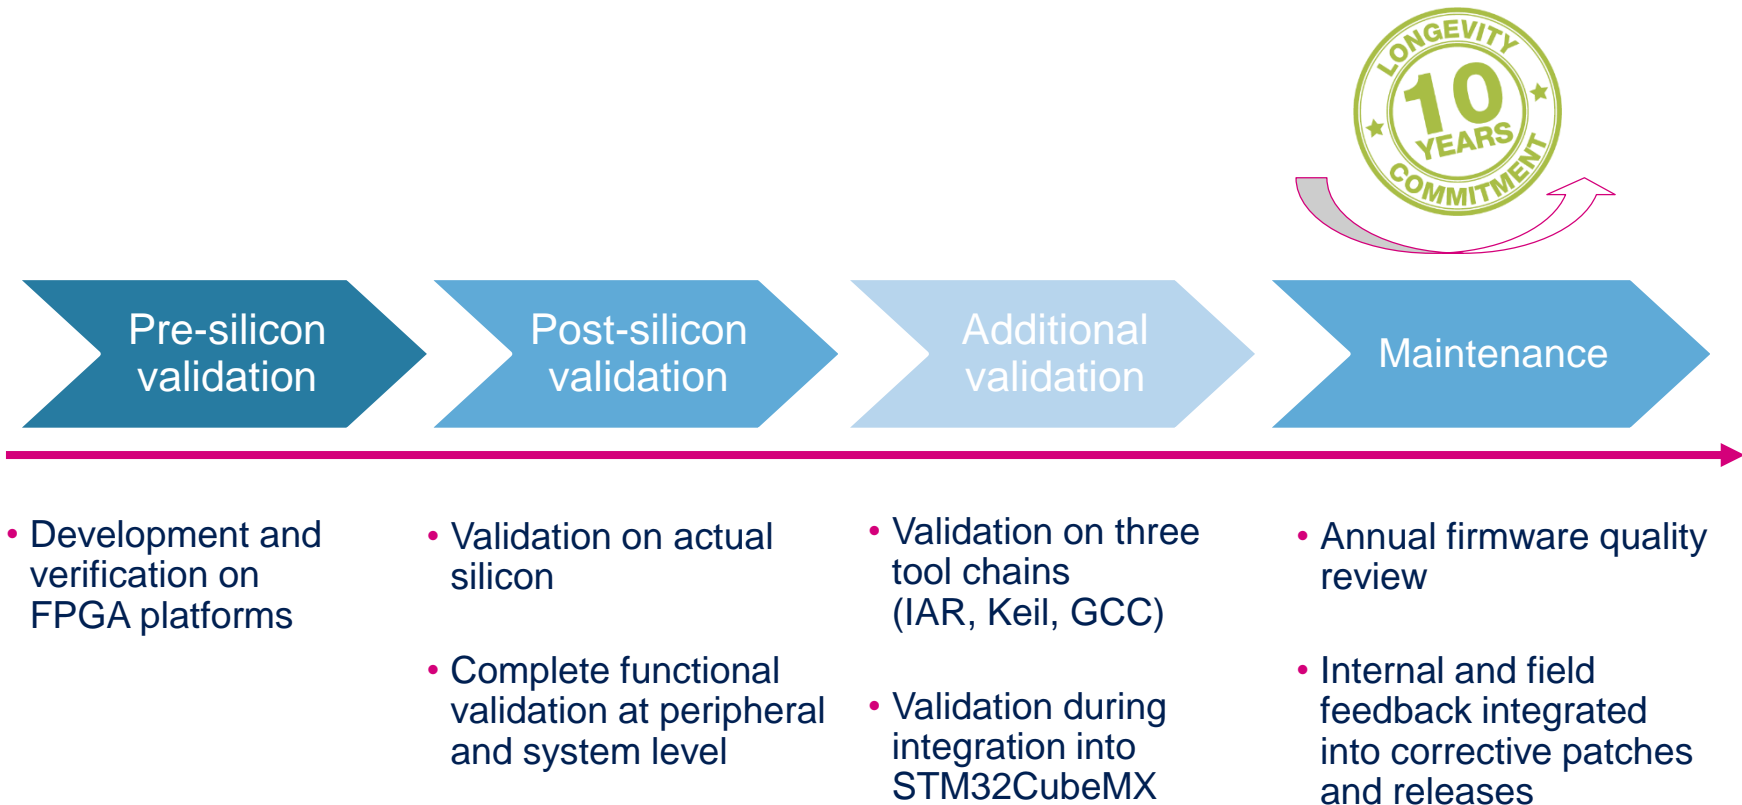 LONGEVITY
10
YEARS
COMMITMENT
Pre-silicon
validation
Post-silicon
validation
Additional
validation
Maintenance
• Development and
verification on
FPGA platforms
• Validation on actual
silicon
• Complete functional
validation at peripheral
and system level
• Validation on three
tool chains
(IAR, Keil, GCC)
• Validation during
integration into
STM32CubeMX
• Annual firmware quality
review
• Internal and field
feedback integrated
into corrective patches
and releases